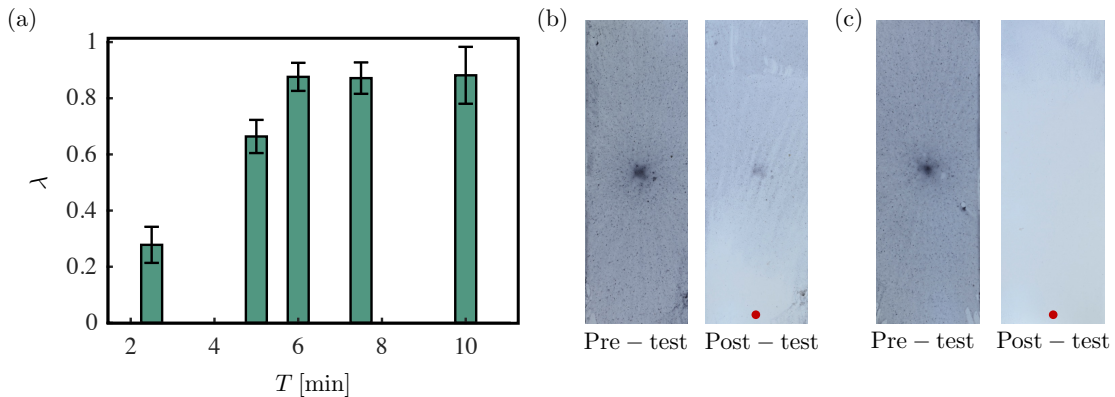 (a)
(b)
(c)
1
0.8
0.6
0.4
0.2
0
λ
2 4 6 8 10
T [min]
Pre − test Post − test
Pre − test Post − test